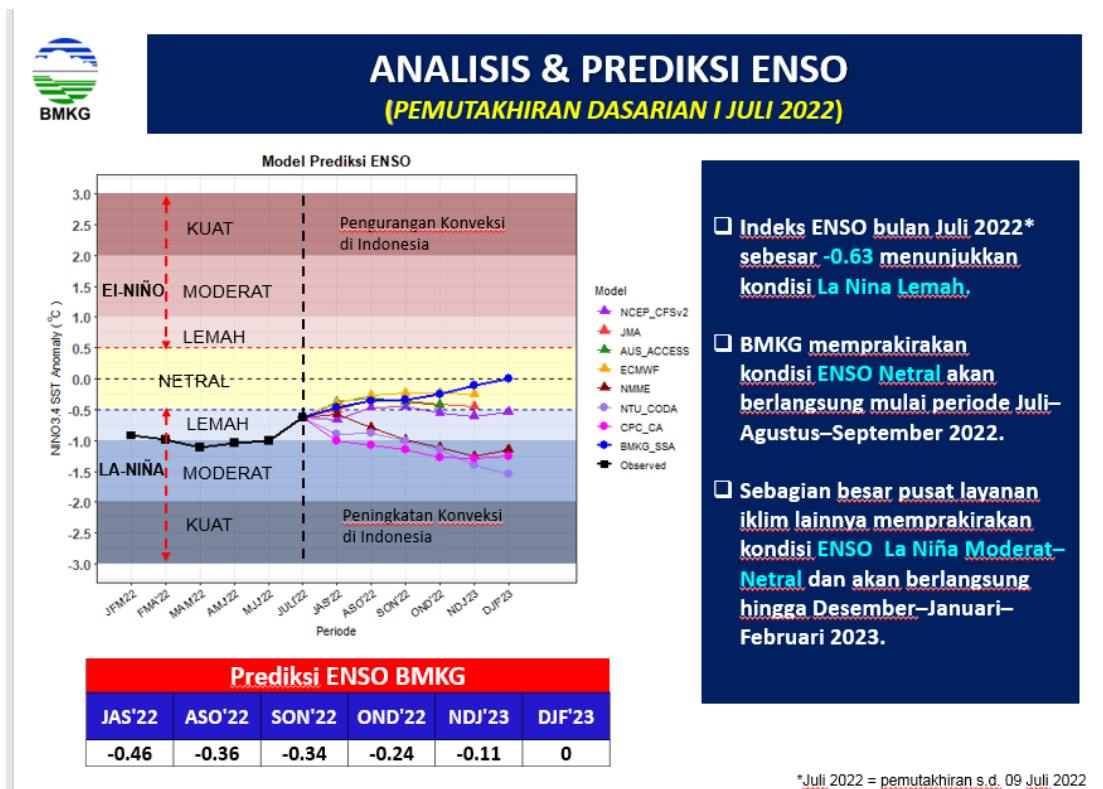 BMKG
ANALISIS & PREDIKSI ENSO
(PEMUTAKHIRAN DASARIAN I JULI 2022)
Model Prediksi ENSO
NINO3.4 SST Anomaly (°C)
3.0
2.5
2.0
1.5
1.0
0.5
0.0
-0.5
-1.0
-1.5
-2.0
-2.5
-3.0
KUAT
Pengurangan Konveksi
di Indonesia
EI-NIÑO
MODERAT
LEMAH
NETRAL
LEMAH
LA-NIÑA
MODERAT
KUAT
Peningkatan Konveksi
di Indonesia
JFM'22
FMA'22
MAM'22
AMJ'22
MJJ'22
JULI'22
JAS'22
ASO'22
SON'22
OND'22
NDJ'23
DJF'23
Periode
Model
NCEP_CFSv2
JMA
AUS_ACCESS
ECMWF
NMME
NTU_CODA
CPC_CA
BMKG_SSA
Observed
Indeks ENSO bulan Juli 2022*
sebesar -0.63 menunjukkan
kondisi La Nina Lemah.
BMKG memprakirakan
kondisi ENSO Netral akan
berlangsung mulai periode Juli–
Agustus–September 2022.
Sebagian besar pusat layanan
iklim lainnya memprakirakan
kondisi ENSO La Niña Moderat–
Netral dan akan berlangsung
hingga Desember–Januari–
Februari 2023.
Prediksi ENSO BMKG
JAS'22 ASO'22 SON'22 OND'22 NDJ'23 DJF'23
-0.46 -0.36 -0.34 -0.24 -0.11 0
*Juli 2022 = pemutakhiran s.d. 09 Juli 2022